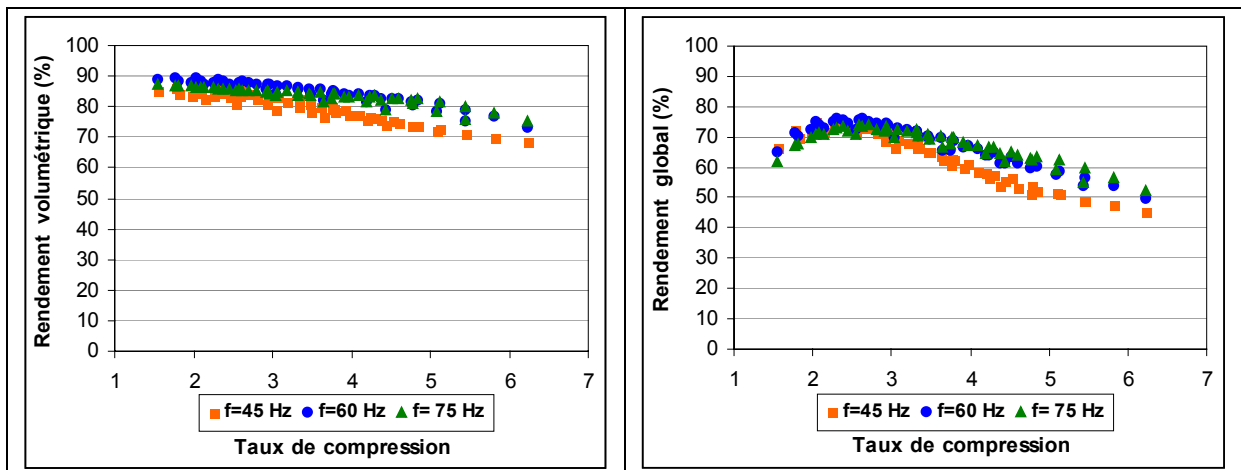 Rendement volumétrique (%)
100
90
80
70
60
50
40
30
20
10
0
1 2 3 4 5 6 7
f=45 Hz f=60 Hz f= 75 Hz
Taux de compression
Rendement global (%)
100
90
80
70
60
50
40
30
20
10
0
1 2 3 4 5 6 7
f=45 Hz f=60 Hz f= 75 Hz
Taux de compression